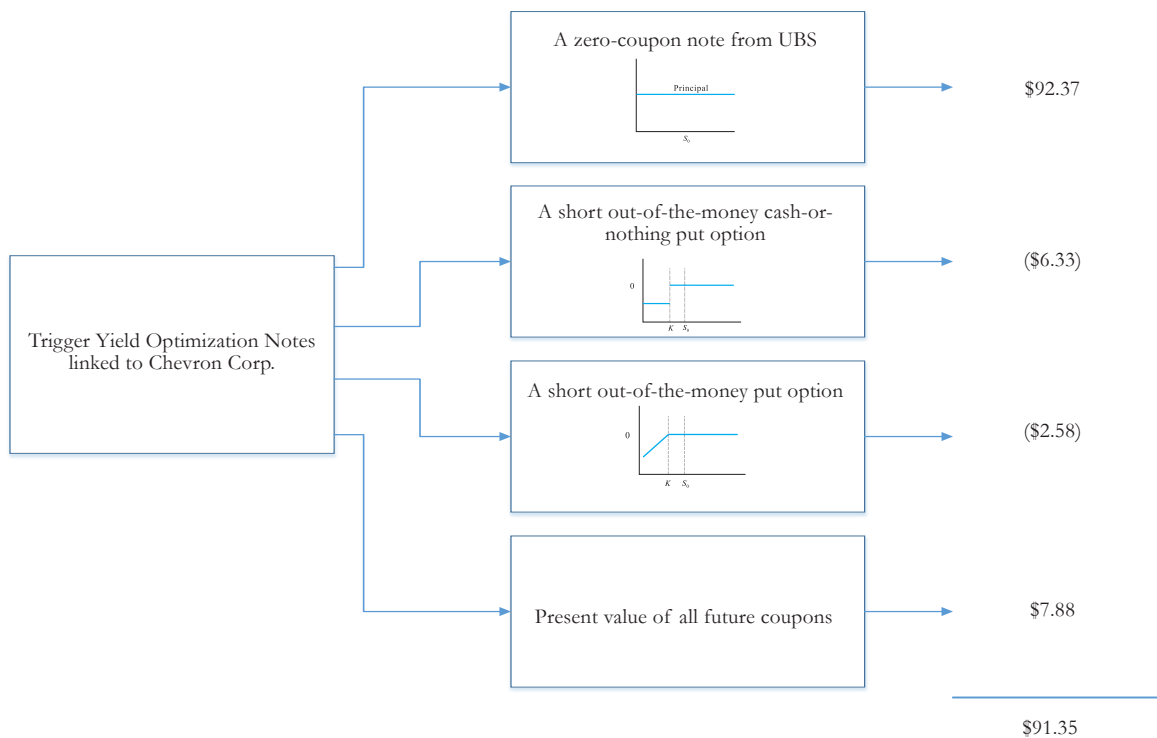 Trigger Yield Optimization Notes
linked to Chevron Corp.
A zero-coupon note from UBS
Principal
S₀
$92.37
A short out-of-the-money cash-or-
nothing put option
0
K S₀
($6.33)
A short out-of-the-money put option
0
K S₀
($2.58)
Present value of all future coupons
$7.88
$91.35